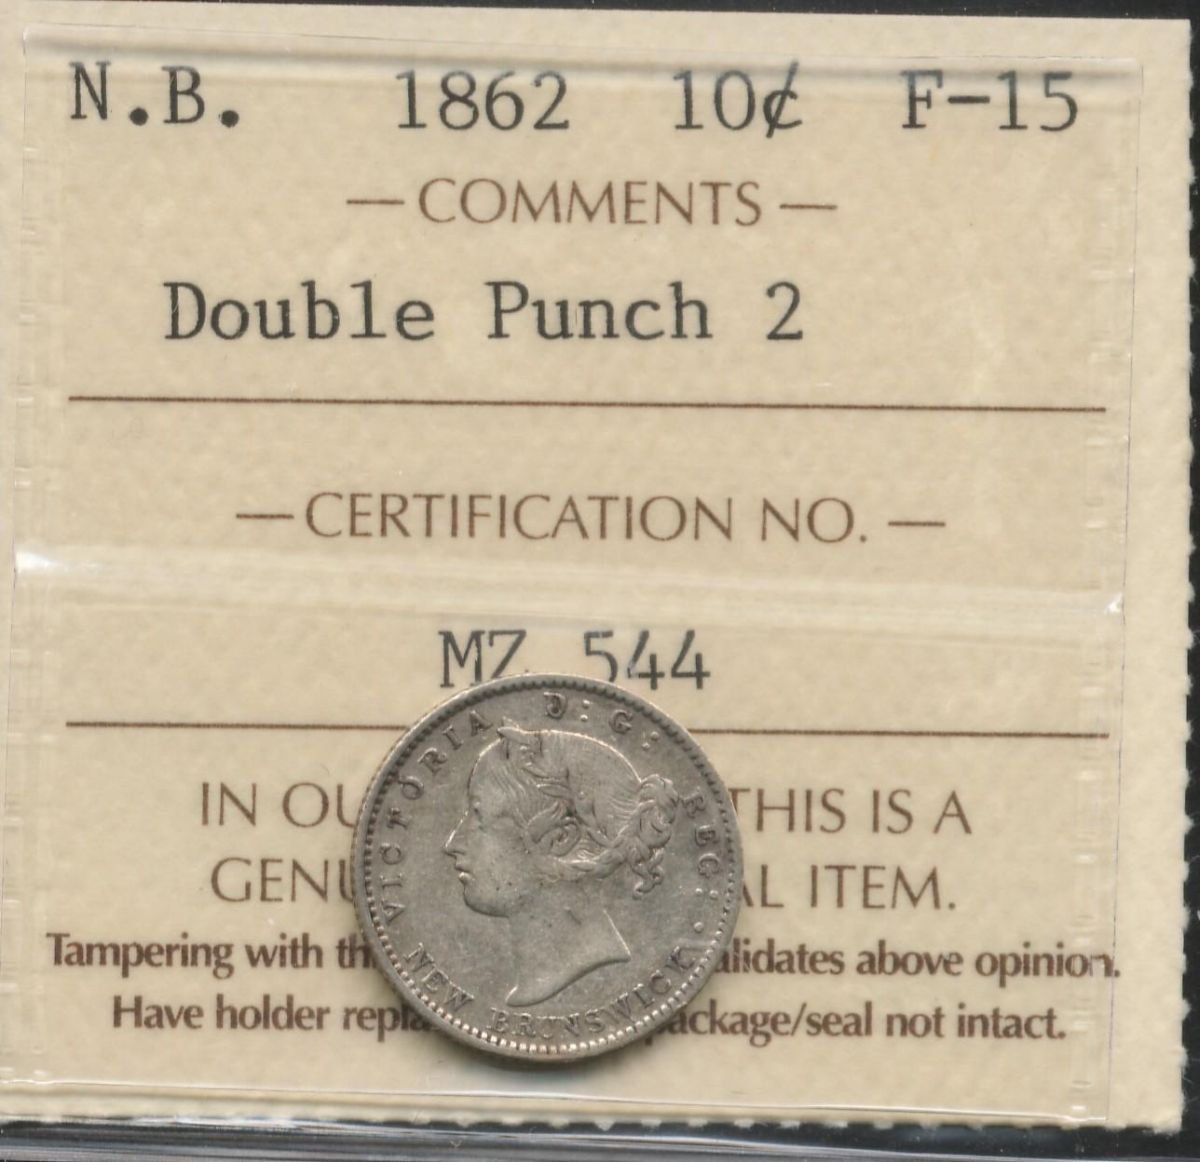 N.B. 1862 10¢ F-15
— COMMENTS —
Double Punch 2
— CERTIFICATION NO. —
MZ 544
IN OU THIS IS A
GENU AL ITEM.
Tampering with th alidates above opinion.
Have holder repla package/seal not intact.
VICTORIA D: G: REG: •
NEW BRUNSWICK